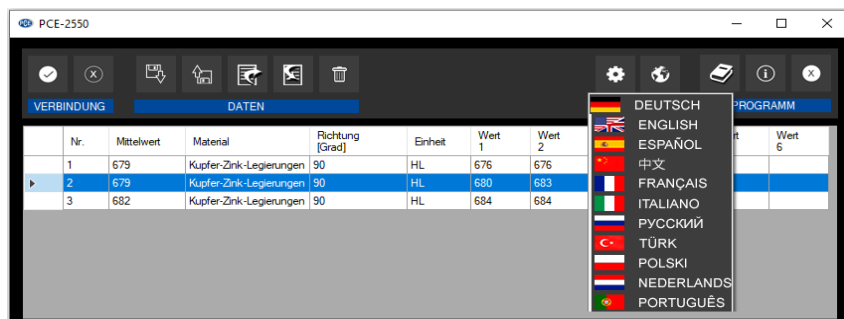 PCE-2550
VERBINDUNG DATEN PROGRAMM
DEUTSCH
ENGLISH
ESPAÑOL
中文
FRANÇAIS
ITALIANO
РУССКИЙ
TÜRK
POLSKI
NEDERLANDS
PORTUGUÊS
Nr. Mittelwert Material Richtung [Grad] Einheit Wert 1 Wert 2 Wert 6
1 679 Kupfer-Zink-Legierungen 90 HL 676 676
2 679 Kupfer-Zink-Legierungen 90 HL 680 683
3 682 Kupfer-Zink-Legierungen 90 HL 684 684